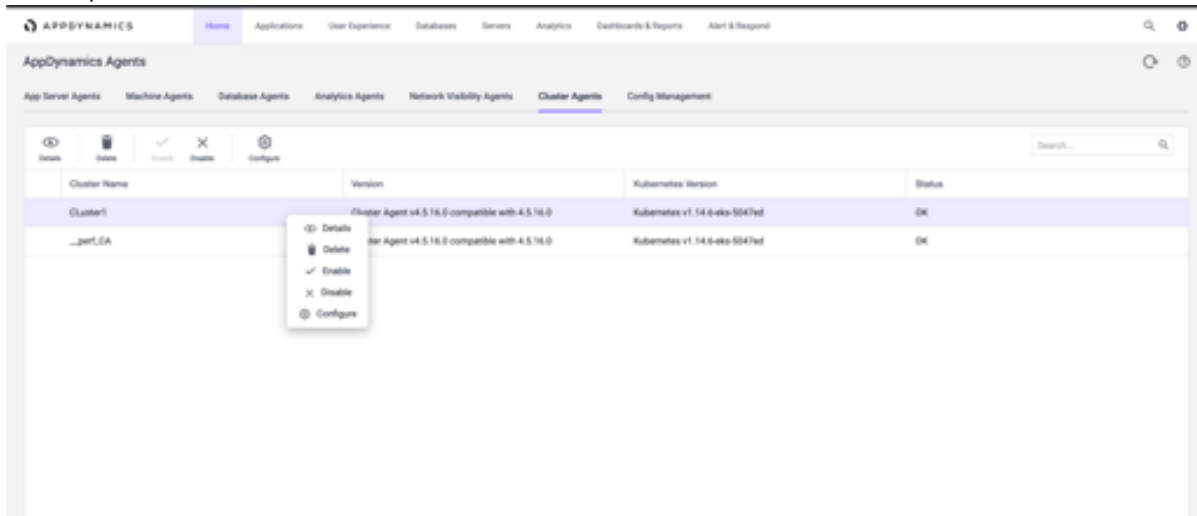 APPDYNAMICS Home Applications User Experience Databases Servers Analytics Dashboards & Reports Alert & Respond
AppDynamics Agents
App Server Agents Machine Agents Database Agents Analytics Agents Network Visibility Agents Cluster Agents Config Management
Details Delete Enable Disable Configure Search...
Cluster Name Version Kubernetes Version Status
CLuster1 Cluster Agent v4.5.16.0 compatible with 4.5.16.0 Kubernetes v1.14.6-eks-5047ed OK
Details
__perf_CA Agent v4.5.16.0 compatible with 4.5.16.0 Kubernetes v1.14.6-eks-5047ed OK
Delete
Enable
Disable
Configure